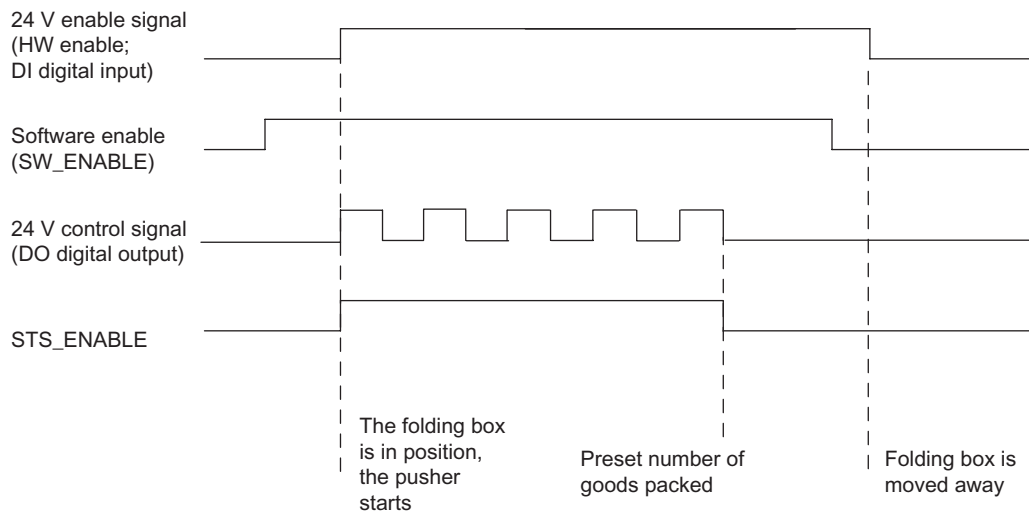 24 V enable signal
(HW enable;
DI digital input)
Software enable
(SW_ENABLE)
24 V control signal
(DO digital output)
STS_ENABLE
The folding box
is in position,
the pusher
starts
Preset number of
goods packed
Folding box is
moved away